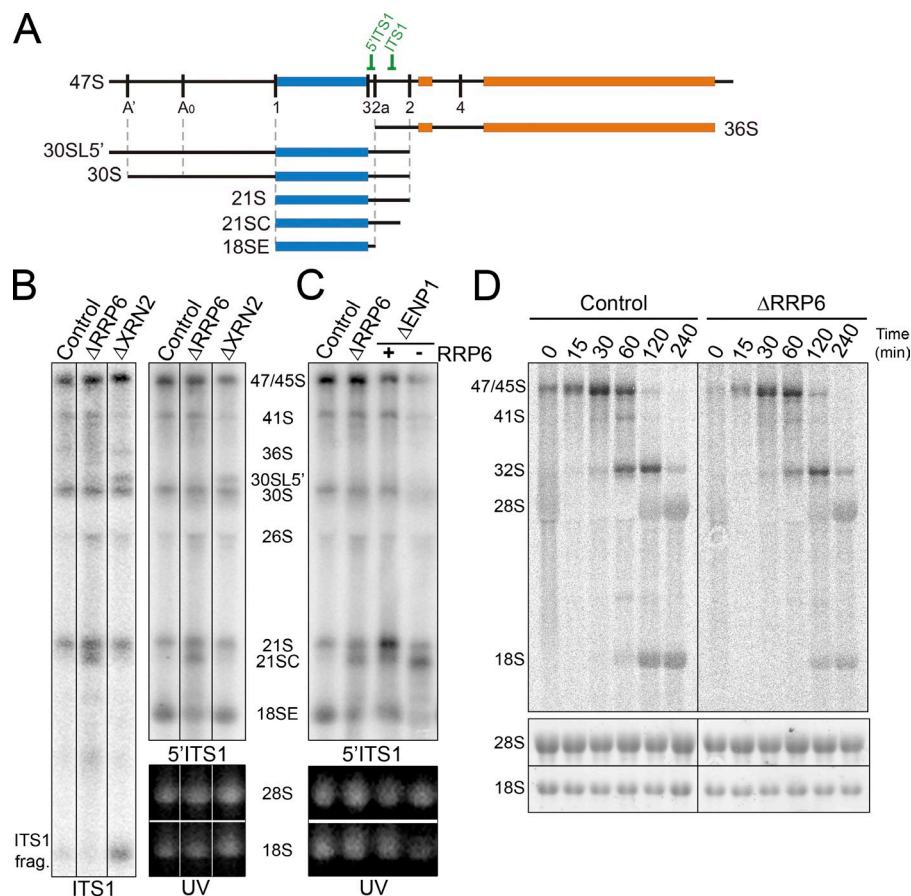 A
5'ITS1
ITS1
47S
A' A₀ 1 3 2a 2 4
36S
30SL5'
30S
21S
21SC
18SE
B
Control
ΔRRP6
ΔXRN2
Control
ΔRRP6
ΔXRN2
47/45S
41S
36S
30SL5'
30S
26S
21S
21SC
18SE
ITS1
frag.
ITS1
5'ITS1
28S
18S
UV
C
Control
ΔRRP6
ΔENP1
+ - RRP6
5'ITS1
UV
D
Control ΔRRP6
0 15 30 60 120 240 0 15 30 60 120 240 Time
(min)
47/45S
41S
32S
28S
18S
28S
18S